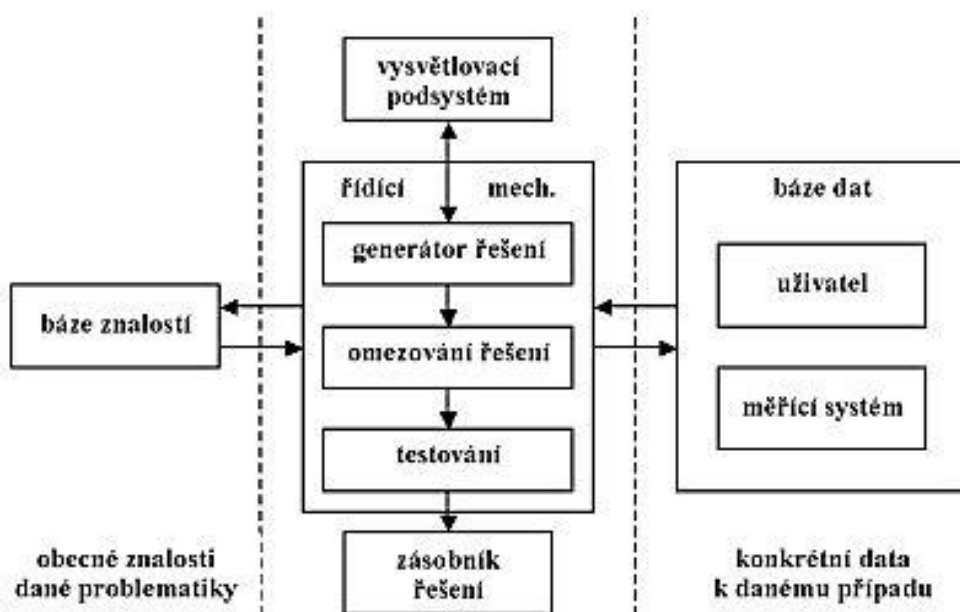 vysvětlovací
podsystém
řídící mech.
generátor řešení
omezování řešení
testování
zásobník
řešení
báze znalostí
obecné znalosti
dané problematiky
báze dat
uživatel
měřící systém
konkrétní data
k danému případu